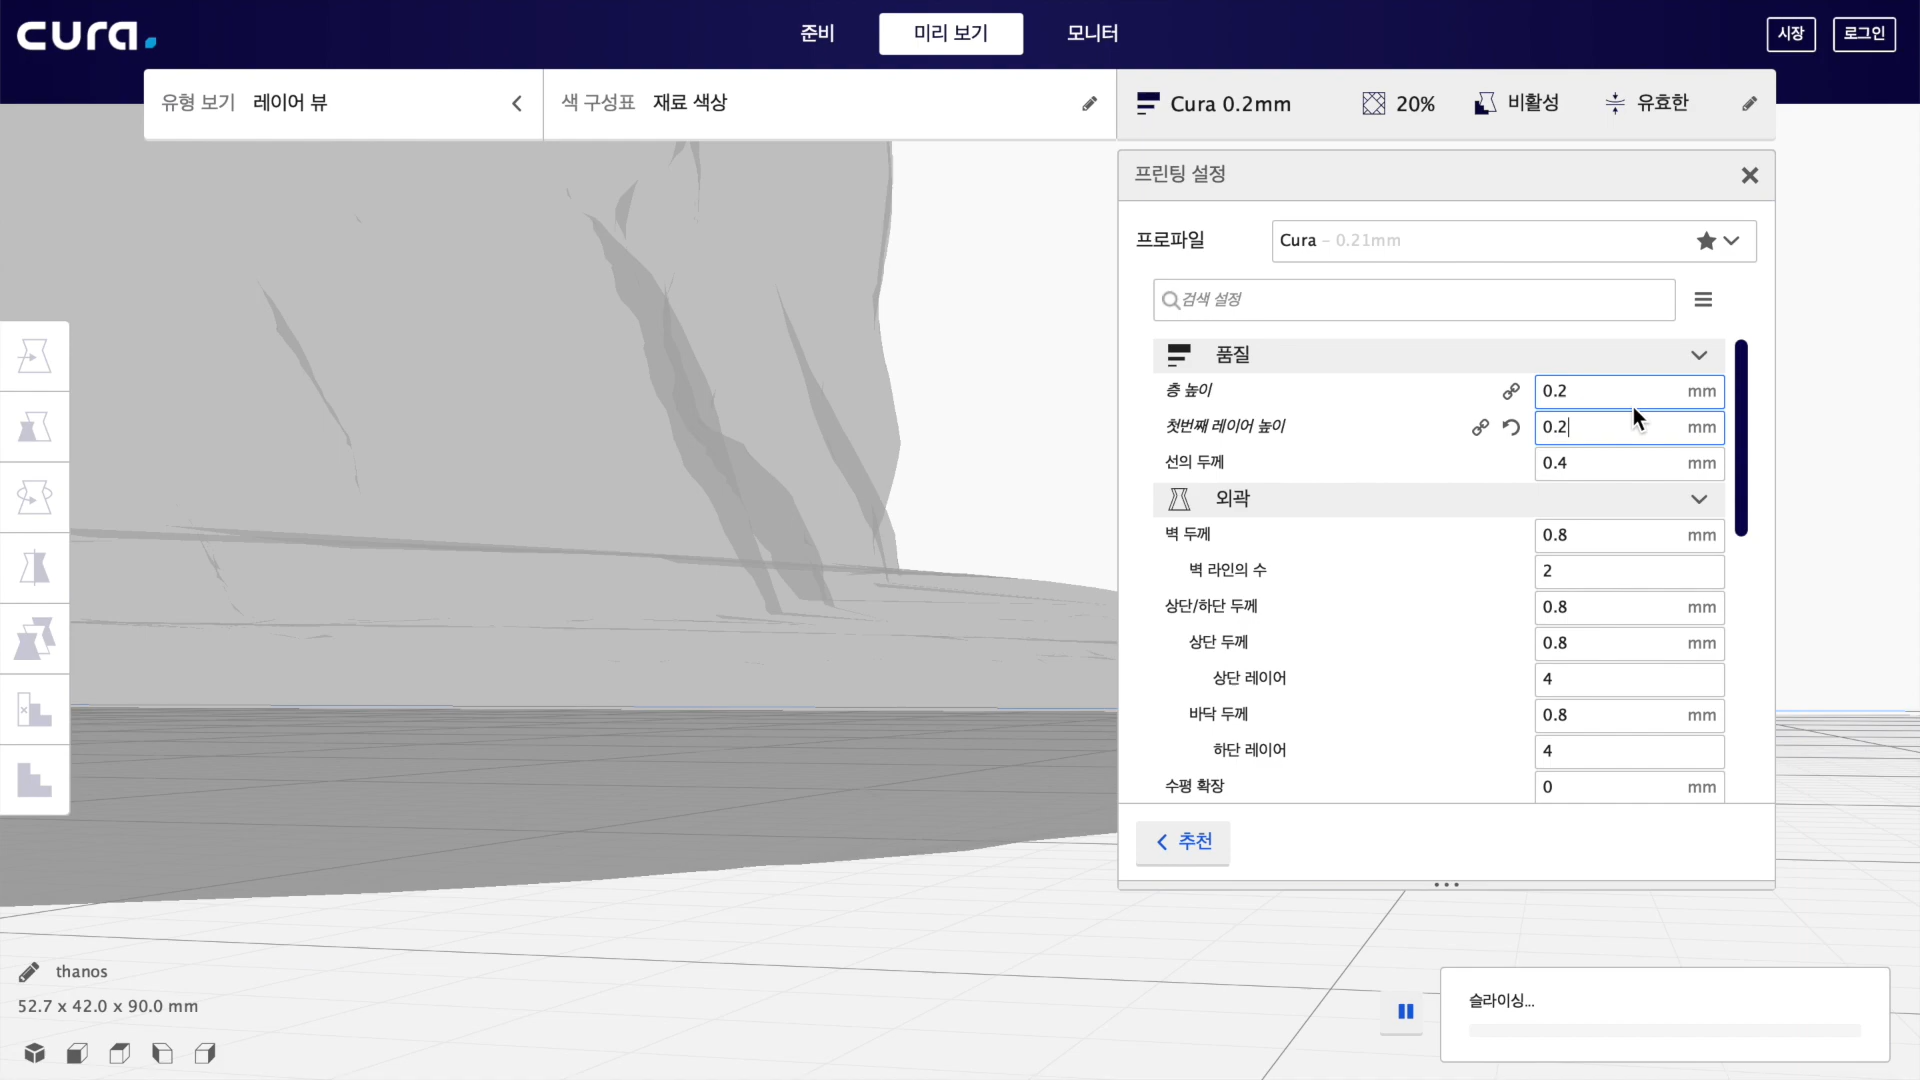 cura.
준비
미리 보기
모니터
시장
로그인
유형 보기 레이어 뷰
색 구성표 재료 색상
Cura 0.2mm
20%
비활성
유효한
프린팅 설정
프로파일
Cura - 0.21mm
검색 설정
품질
층 높이 0.2 mm
첫번째 레이어 높이 0.2 mm
선의 두께 0.4 mm
외곽
벽 두께 0.8 mm
벽 라인의 수 2
상단/하단 두께 0.8 mm
상단 두께 0.8 mm
상단 레이어 4
바닥 두께 0.8 mm
하단 레이어 4
수평 확장 0 mm
추천
thanos
52.7 x 42.0 x 90.0 mm
슬라이싱...